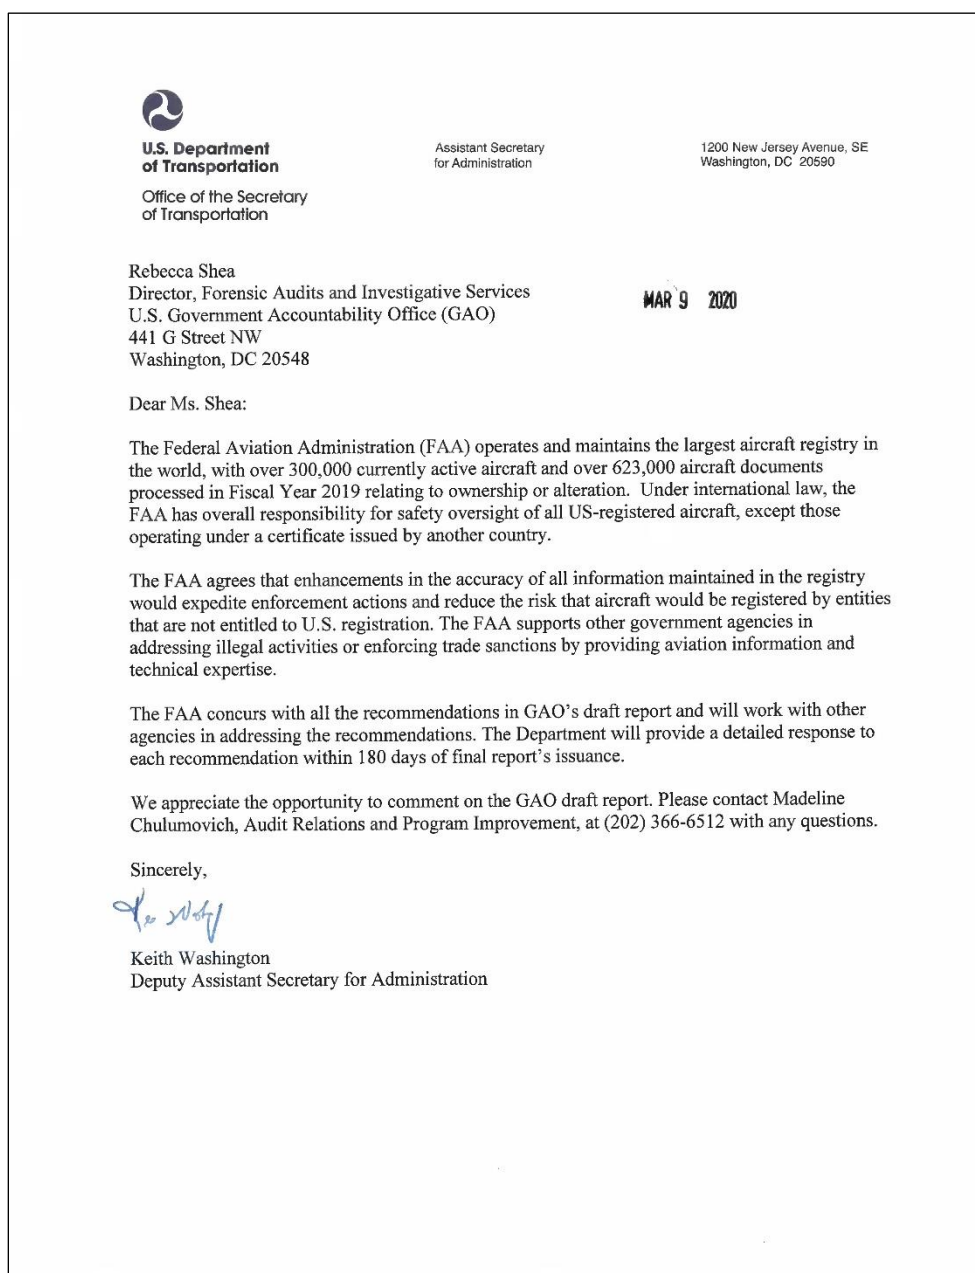 U.S. Department
of Transportation
Office of the Secretary
of Transportation
Assistant Secretary
for Administration
1200 New Jersey Avenue, SE
Washington, DC 20590
Rebecca Shea
Director, Forensic Audits and Investigative Services
U.S. Government Accountability Office (GAO)
441 G Street NW
Washington, DC 20548
MAR 9 2020
Dear Ms. Shea:
The Federal Aviation Administration (FAA) operates and maintains the largest aircraft registry in
the world, with over 300,000 currently active aircraft and over 623,000 aircraft documents
processed in Fiscal Year 2019 relating to ownership or alteration. Under international law, the
FAA has overall responsibility for safety oversight of all US-registered aircraft, except those
operating under a certificate issued by another country.
The FAA agrees that enhancements in the accuracy of all information maintained in the registry
would expedite enforcement actions and reduce the risk that aircraft would be registered by entities
that are not entitled to U.S. registration. The FAA supports other government agencies in
addressing illegal activities or enforcing trade sanctions by providing aviation information and
technical expertise.
The FAA concurs with all the recommendations in GAO's draft report and will work with other
agencies in addressing the recommendations. The Department will provide a detailed response to
each recommendation within 180 days of final report's issuance.
We appreciate the opportunity to comment on the GAO draft report. Please contact Madeline
Chulumovich, Audit Relations and Program Improvement, at (202) 366-6512 with any questions.
Sincerely,
Keith Washington
Deputy Assistant Secretary for Administration